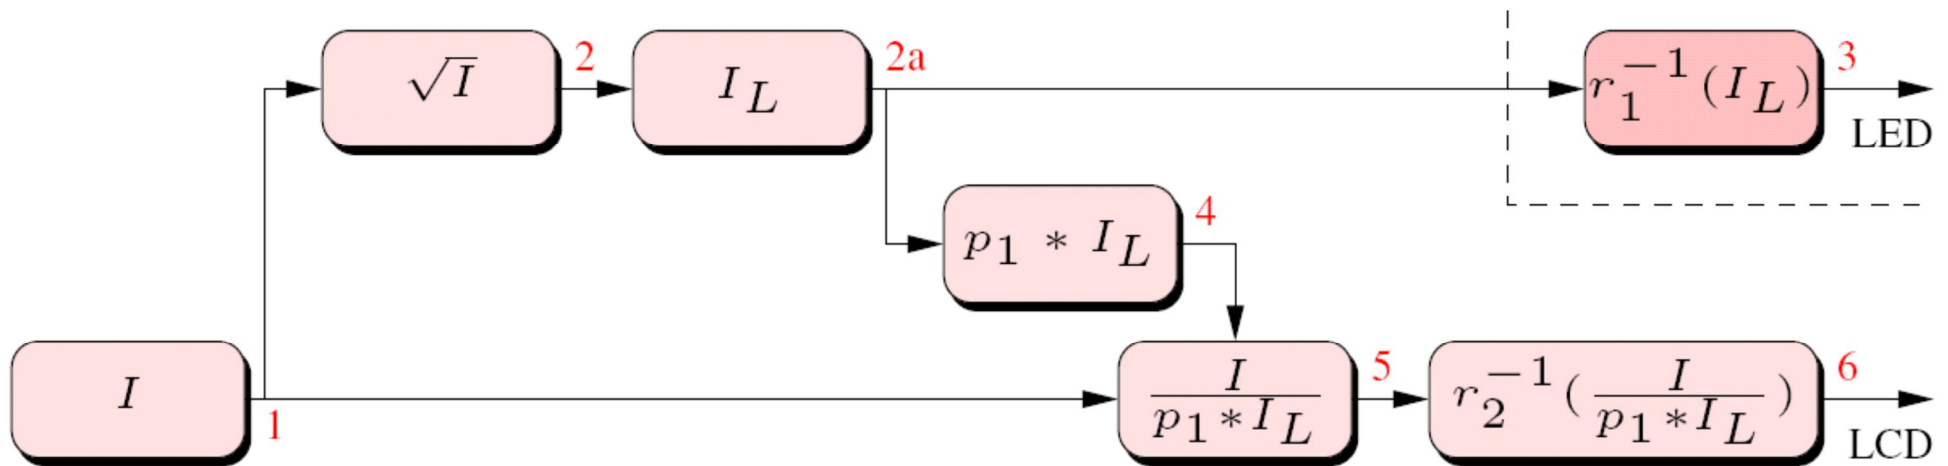 √I 2 I_L 2a r_1^{-1}(I_L) 3
LED
p_1 * I_L 4
I 1 I/(p_1*I_L) 5 r_2^{-1}(I/(p_1*I_L)) 6
LCD